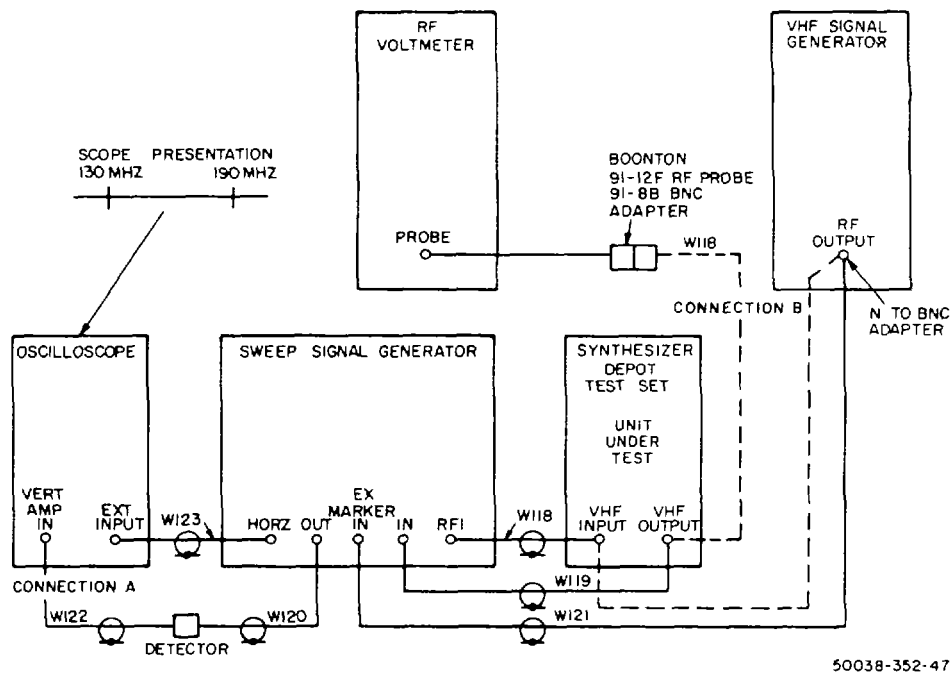 RF
VOLTMETER
VHF SIGNAL
GENERATOR
SCOPE PRESENTATION
130 MHZ 190 MHZ
BOONTON
91-12F RF PROBE
91-8B BNC
ADAPTER
PROBE
W118
RF
OUTPUT
CONNECTION B
N TO BNC
ADAPTER
OSCILLOSCOPE
SWEEP SIGNAL GENERATOR
SYNTHESIZER
DEPOT
TEST SET
UNIT
UNDER
TEST
VERT
AMP
IN
EXT
INPUT
W123
HORZ
OUT
EX
MARKER
IN
IN
RFI
W118
VHF
INPUT
VHF
OUTPUT
CONNECTION A
W119
W122
W120
W121
DETECTOR
50038-352-47